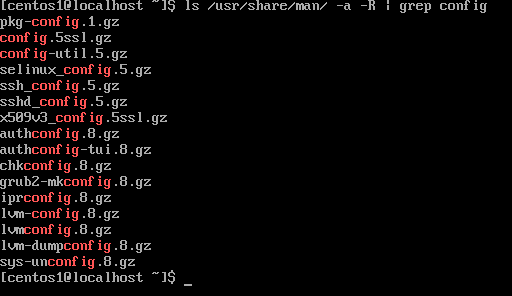 [centos1@localhost ~]$ ls /usr/share/man/ -a -R | grep config
pkg-config.1.gz
config.5ssl.gz
config-util.5.gz
selinux_config.5.gz
ssh_config.5.gz
sshd_config.5.gz
x509v3_config.5ssl.gz
authconfig.8.gz
authconfig-tui.8.gz
chkconfig.8.gz
grub2-mkconfig.8.gz
iprconfig.8.gz
lvm-config.8.gz
lvmconfig.8.gz
lvm-dumpconfig.8.gz
sys-unconfig.8.gz
[centos1@localhost ~]$ _